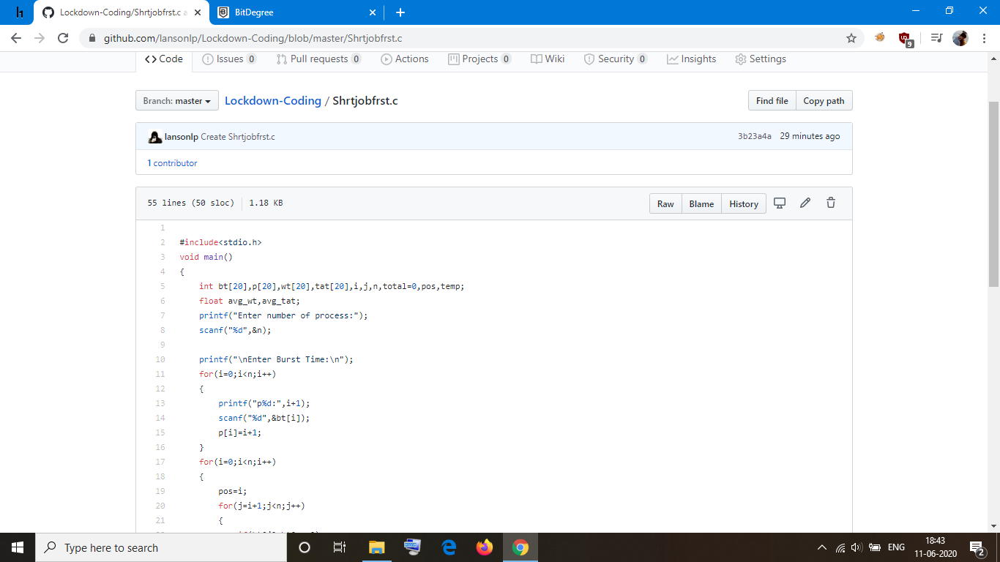 Lockdown-Coding/Shrtjobfrst.c a
BitDegree
github.com/lansonlp/Lockdown-Coding/blob/master/Shrtjobfrst.c
9
Code Issues 0 Pull requests 0 Actions Projects 0 Wiki Security 0 Insights Settings
Branch: master Lockdown-Coding / Shrtjobfrst.c Find file Copy path
lansonlp Create Shrtjobfrst.c 3b23a4a 29 minutes ago
1 contributor
55 lines (50 sloc) 1.18 KB Raw Blame History
1
2 #include<stdio.h>
3 void main()
4 {
5 int bt[20],p[20],wt[20],tat[20],i,j,n,total=0,pos,temp;
6 float avg_wt,avg_tat;
7 printf("Enter number of process:");
8 scanf("%d",&n);
9
10 printf("\nEnter Burst Time:\n");
11 for(i=0;i<n;i++)
12 {
13 printf("p%d:",i+1);
14 scanf("%d",&bt[i]);
15 p[i]=i+1;
16 }
17 for(i=0;i<n;i++)
18 {
19 pos=i;
20 for(j=i+1;j<n;j++)
21 {
Type here to search
ENG
18:43
11-06-2020
2